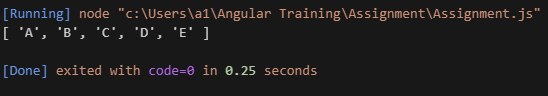 [Running] node "c:\Users\a1\Angular Training\Assignment\Assignment.js"
[ 'A', 'B', 'C', 'D', 'E' ]
[Done] exited with code=0 in 0.25 seconds